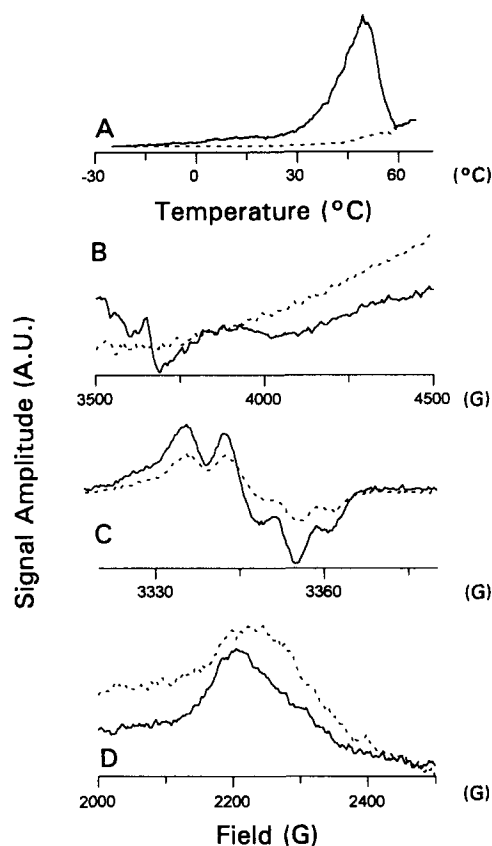 A
-30 0 30 60 (°C)
Temperature (°C)
B
3500 4000 4500 (G)
Signal Amplitude (A.U.)
C
3330 3360 (G)
D
2000 2200 2400 (G)
Field (G)